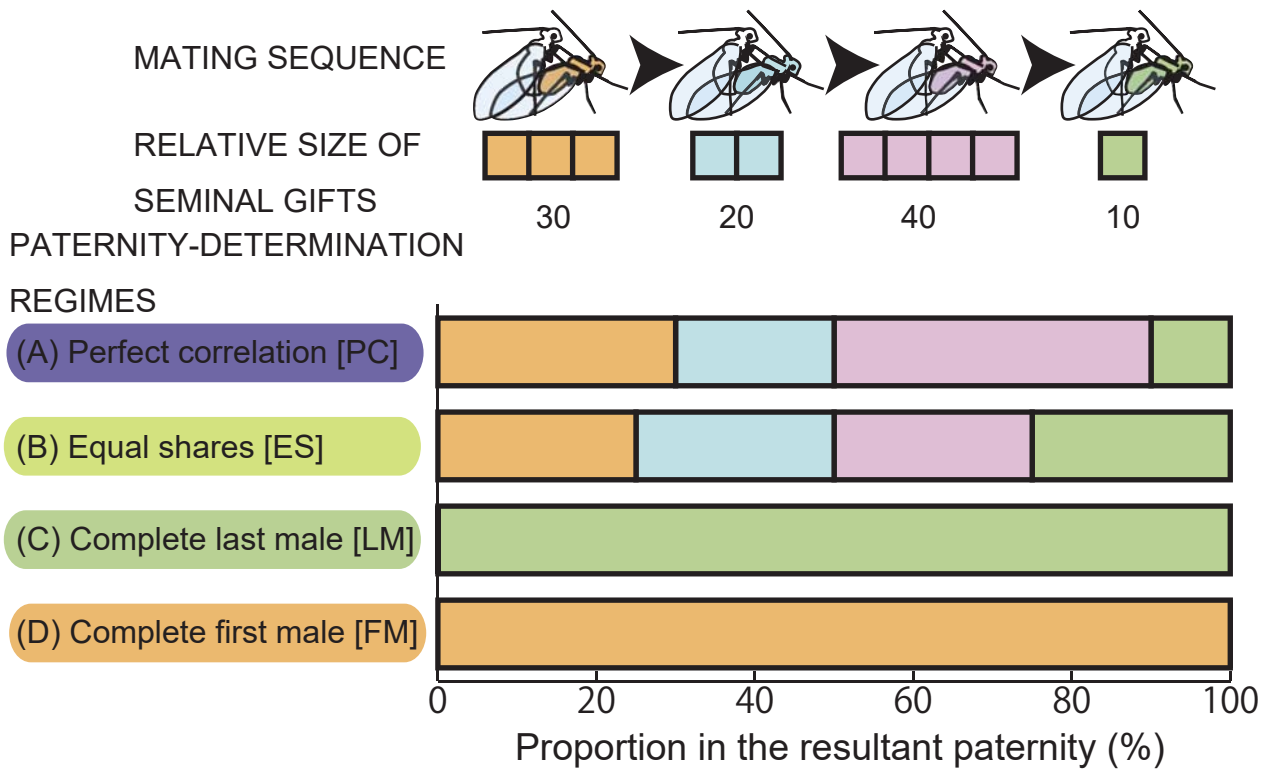 MATING SEQUENCE
RELATIVE SIZE OF
SEMINAL GIFTS
30 20 40 10
PATERNITY-DETERMINATION
REGIMES
(A) Perfect correlation [PC]
(B) Equal shares [ES]
(C) Complete last male [LM]
(D) Complete first male [FM]
0 20 40 60 80 100
Proportion in the resultant paternity (%)